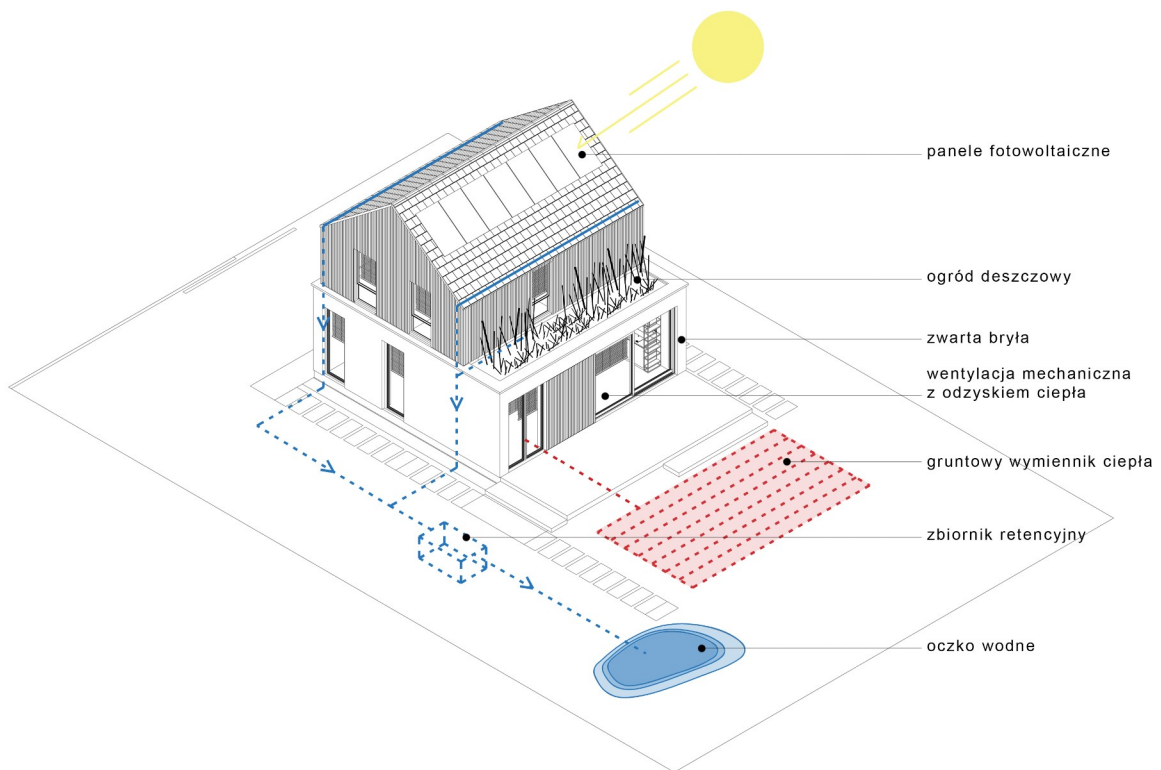 panele fotowoltaiczne
ogród deszczowy
zwarta bryła
wentylacja mechaniczna
z odzyskiem ciepła
gruntowy wymiennik ciepła
zbiornik retencyjny
oczko wodne